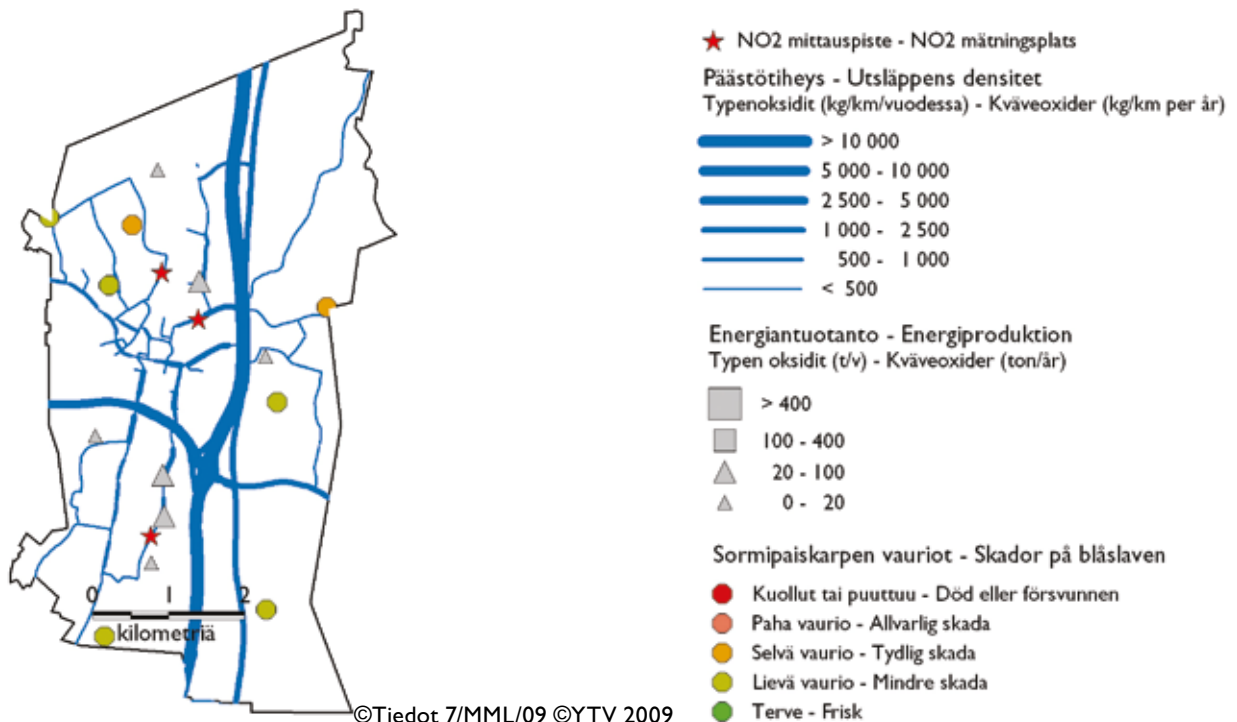 NO2 mittauspiste - NO2 mätningsplats
Päästötiheys - Utsläppens densitet
Typenoksidit (kg/km/vuodessa) - Kväveoxider (kg/km per år)
> 10 000
5 000 - 10 000
2 500 - 5 000
1 000 - 2 500
500 - 1 000
< 500
Energiantuotanto - Energiproduktion
Typen oksidit (t/v) - Kväveoxider (ton/år)
> 400
100 - 400
20 - 100
0 - 20
Sormipaiskarpen vauriot - Skador på blåslaven
Kuollut tai puuttuu - Död eller försvunnen
Paha vaurio - Allvarlig skada
Selvä vaurio - Tydlig skada
Lievä vaurio - Mindre skada
Terve - Frisk
0 1 2
kilometriä
©Tiedot 7/MML/09 ©YTV 2009